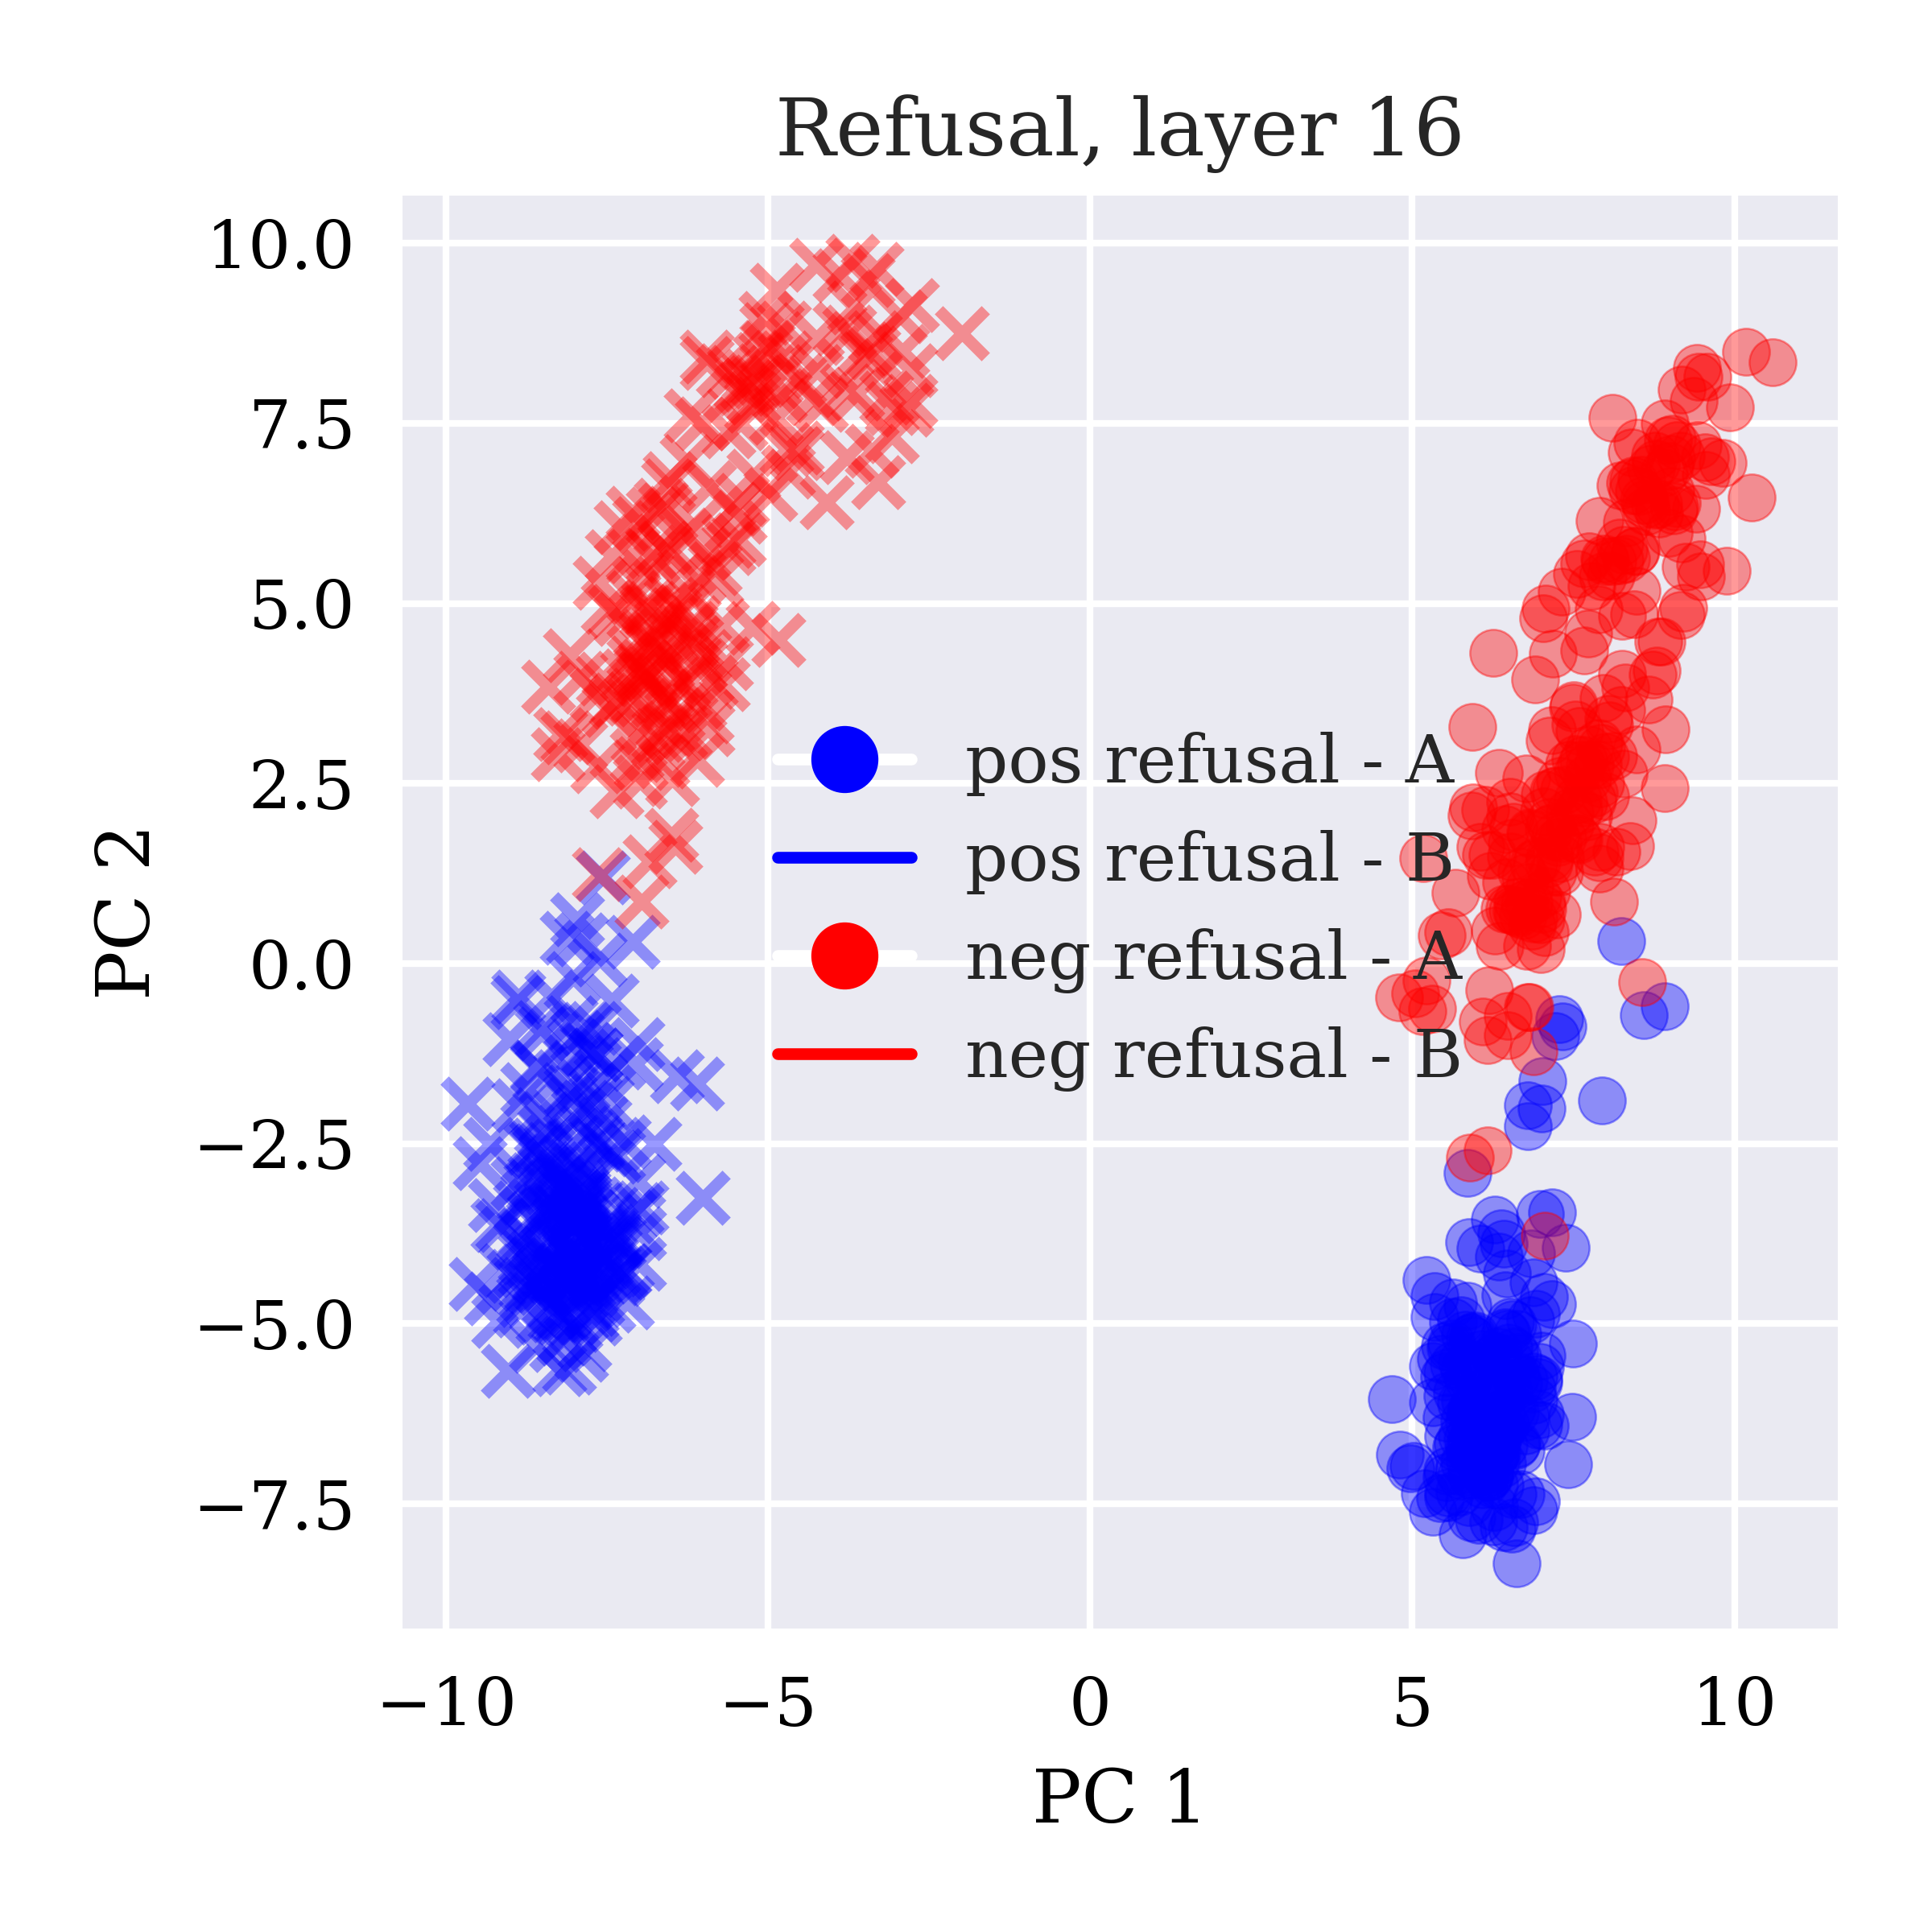 Refusal, layer 16
10.0
7.5
5.0
2.5
0.0
−2.5
−5.0
−7.5
PC 2
pos refusal - A
pos refusal - B
neg refusal - A
neg refusal - B
−10 −5 0 5 10
PC 1